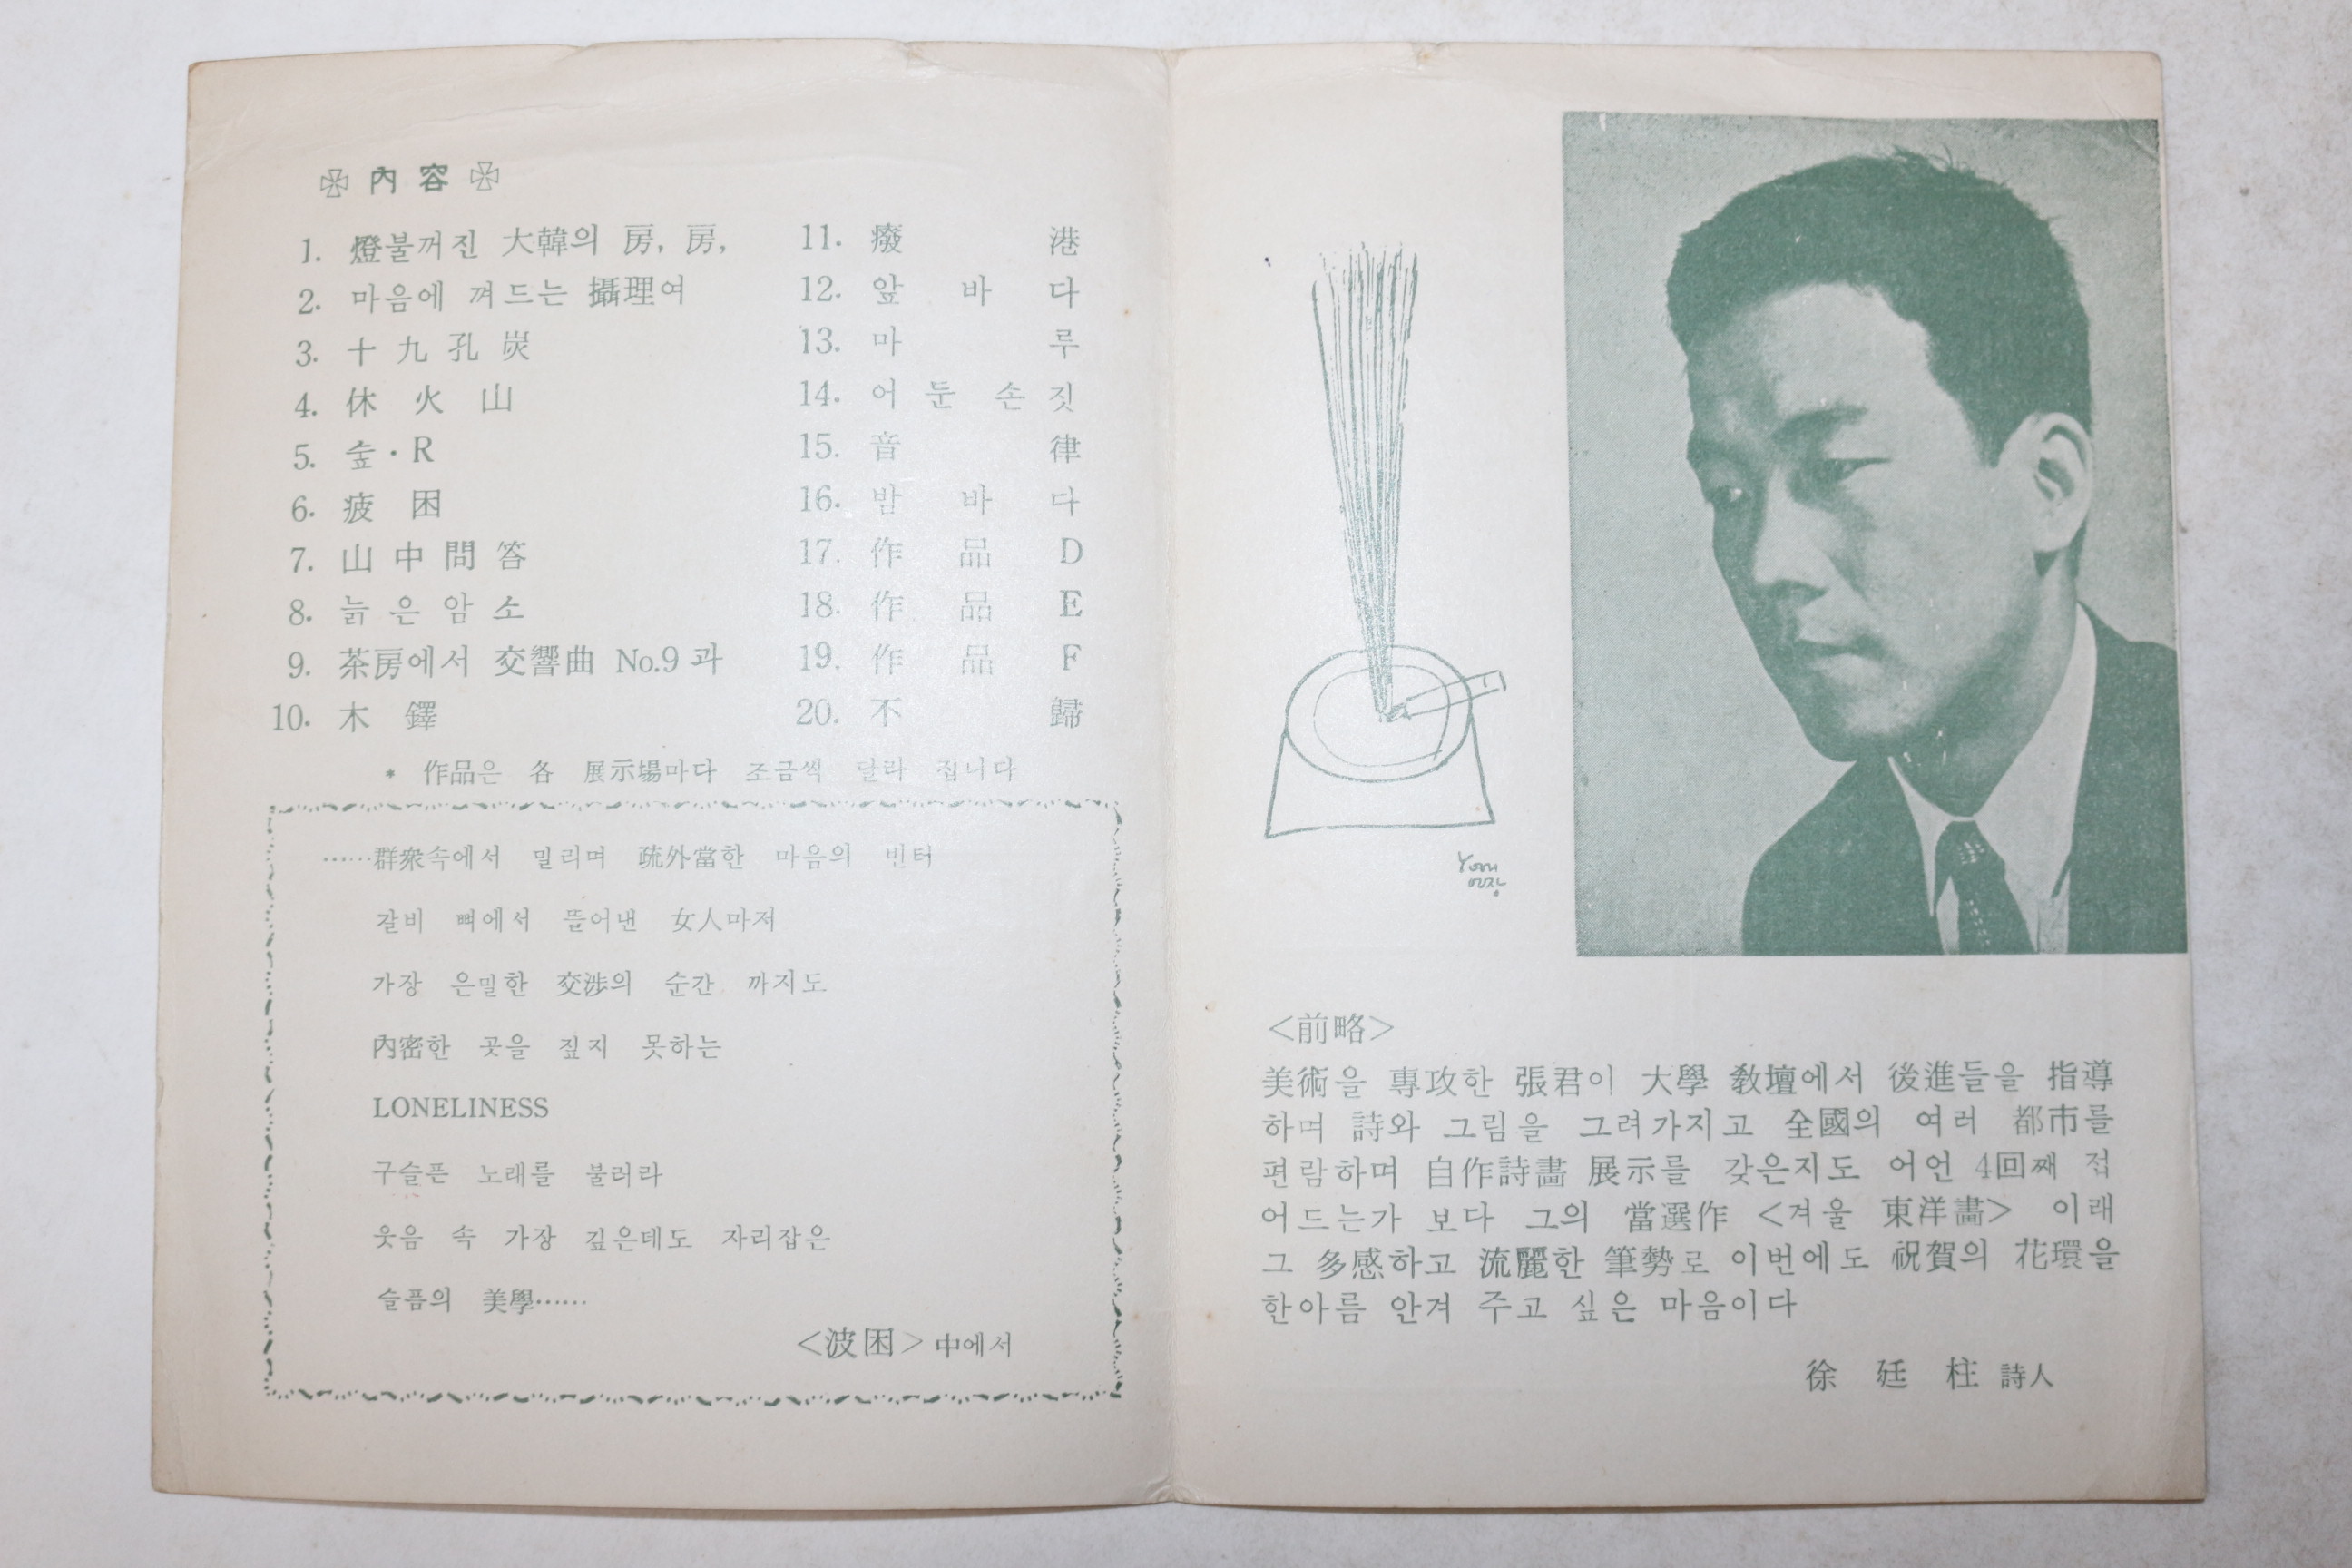 內容
1. 燈불꺼진 大韓의 房, 房,
2. 마음에 껴드는 攝理여
3. 十九孔炭
4. 休火山
5. 숲·R
6. 疲困
7. 山中問答
8. 늙은암소
9. 茶房에서 交響曲 No.9과
10. 木鐸
11. 癈港
12. 앞바다
13. 마루
14. 어둔손짓
15. 音律
16. 밤바다
17. 作品D
18. 作品E
19. 作品F
20. 不歸
* 作品은 各 展示場마다 조금씩 달라 집니다
……群衆속에서 밀리며 疏外當한 마음의 빈터
갈비 뼈에서 뜯어낸 女人마저
가장 은밀한 交涉의 순간 까지도
內密한 곳을 짚지 못하는
LONELINESS
구슬픈 노래를 불러라
웃음 속 가장 깊은데도 자리잡은
슬픔의 美學……
<波困> 中에서
Yoon
<前略>
美術을 專攻한 張君이 大學 敎壇에서 後進들을 指導
하며 詩와 그림을 그려가지고 全國의 여러 都市를
편람하며 自作詩畵 展示를 갖은지도 어언 4回째 접
어드는가 보다 그의 當選作 <겨울 東洋畵> 이래
그 多感하고 流麗한 筆勢로 이번에도 祝賀의 花環을
한아름 안겨 주고 싶은 마음이다
徐廷柱 詩人